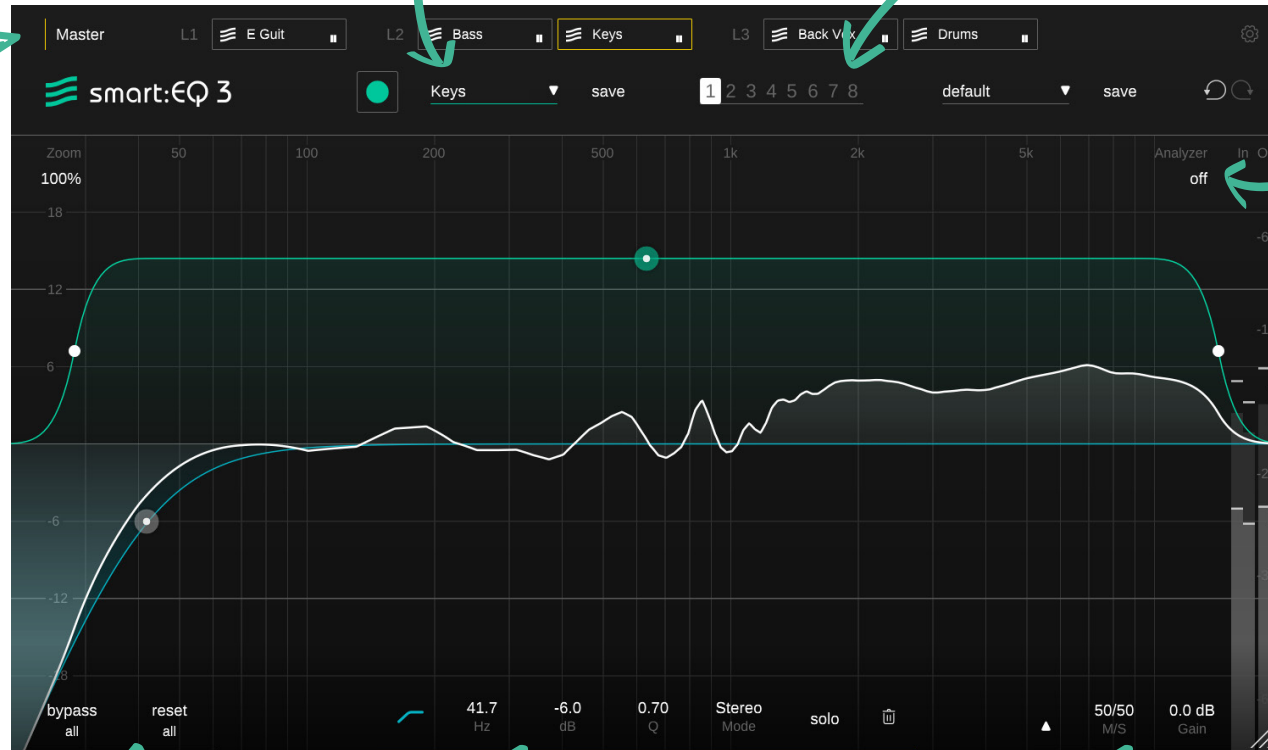 Master L1 E Guit L2 Bass Keys L3 Back Vox Drums
smart:EQ 3 Keys save 1 2 3 4 5 6 7 8 default save
Zoom 50 100 200 500 1k 2k 5k Analyzer In
100% off
18
12
6
-6
-12
-18
bypass reset 41.7 -6.0 0.70 Stereo solo 50/50 0.0 dB
all all Hz dB Q Mode M/S Gain